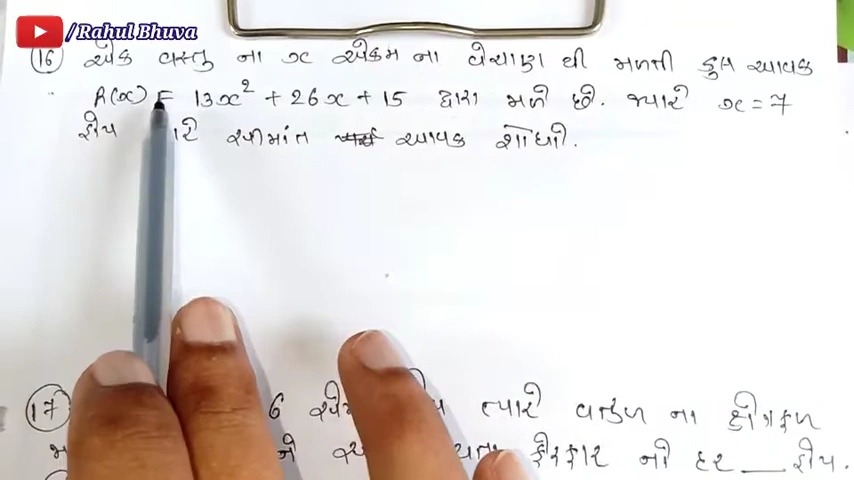 /Rahul Bhuva
(16) એક વસ્તુ ના x એકમ ના વેચાણ થી મળતી કુલ આવક
R(x) = 13x² + 26x + 15 દ્વારા મળે છે. જ્યારે x = 7
હોય સીમાંત આવક શોધો.
(17) 6 ત્યારે વર્તુળ ના ક્ષેત્રફળ
ફેરફાર નો દર ___ હોય.